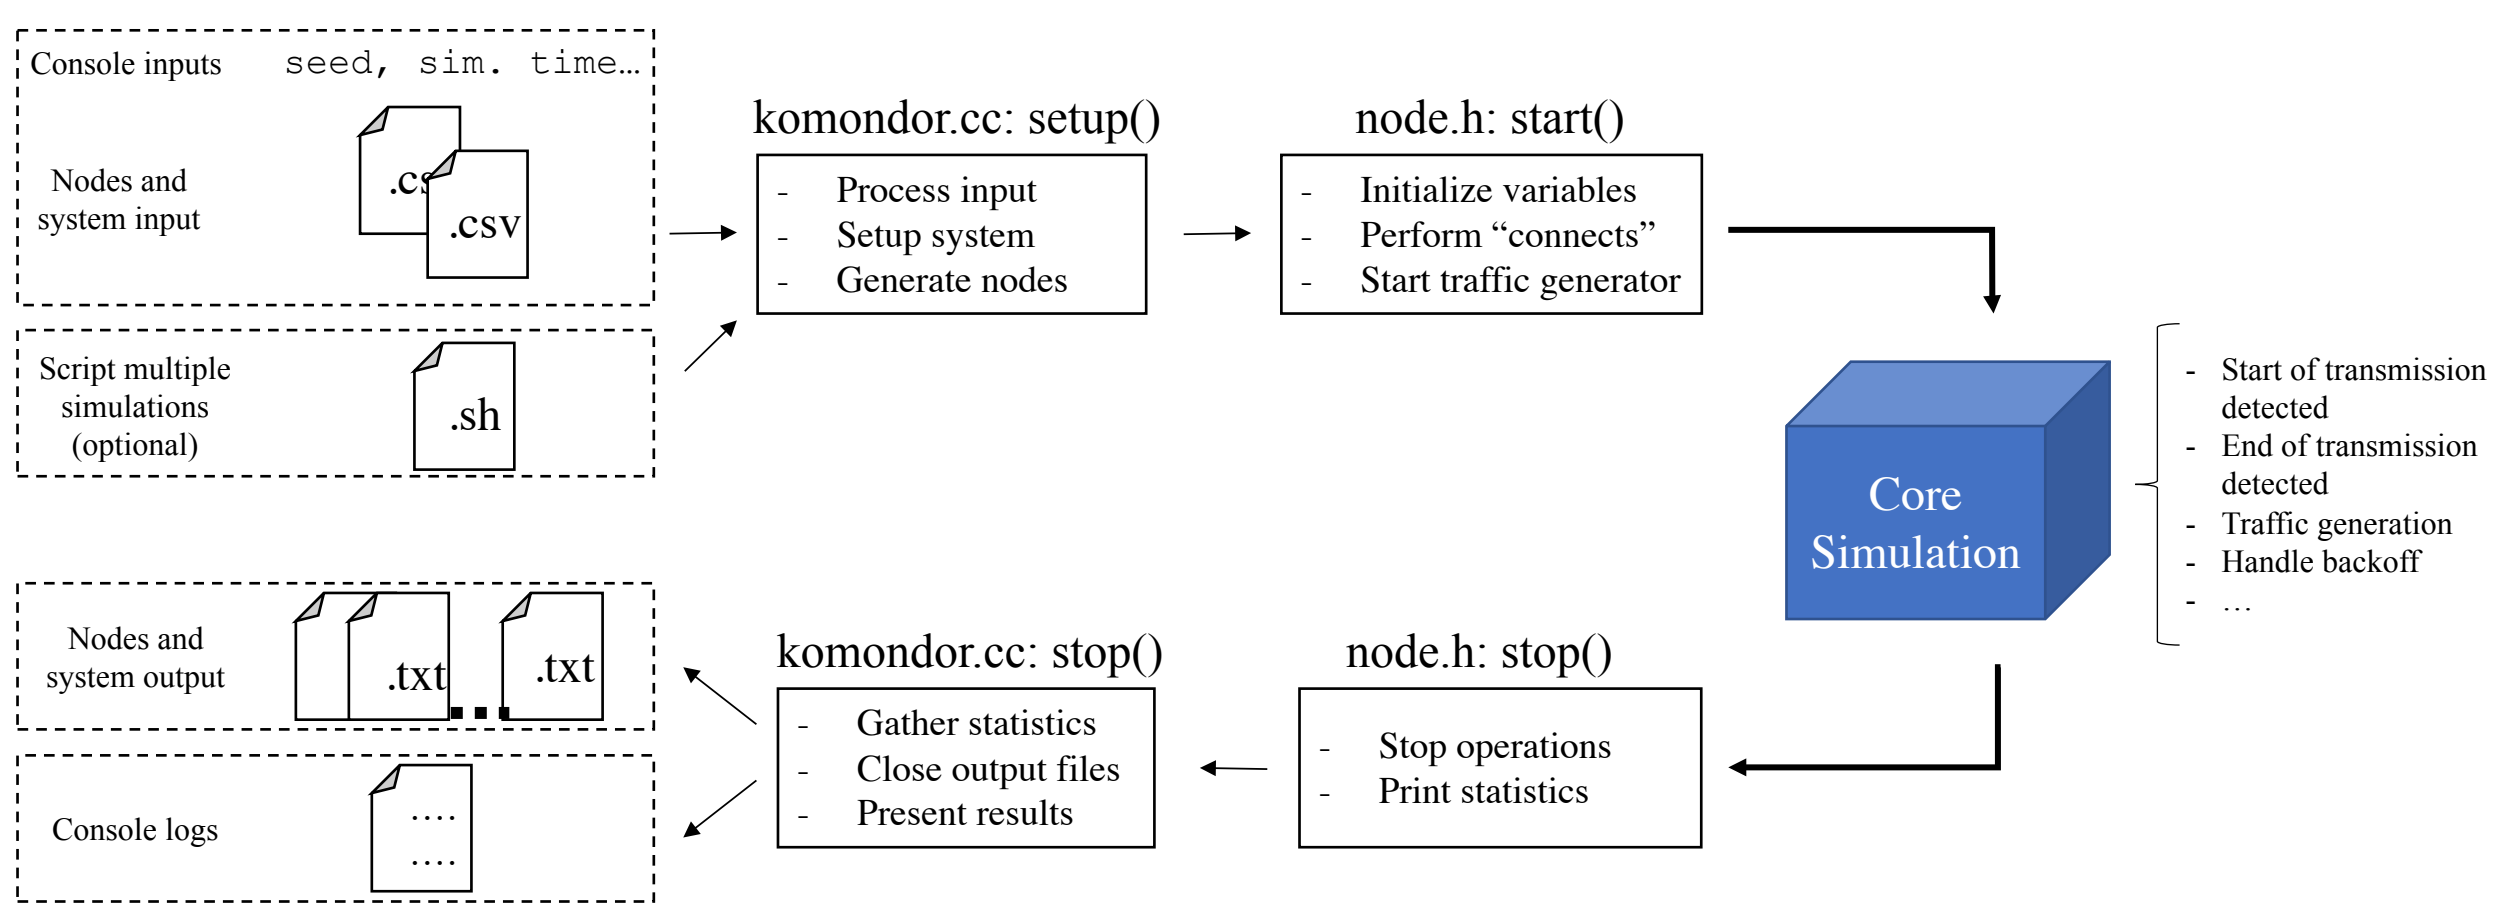 Console inputs seed, sim. time…
Nodes and
system input
.cs
.csv
Script multiple
simulations
(optional)
.sh
komondor.cc: setup()
- Process input
- Setup system
- Generate nodes
node.h: start()
- Initialize variables
- Perform “connects”
- Start traffic generator
Core
Simulation
- Start of transmission
detected
- End of transmission
detected
- Traffic generation
- Handle backoff
- …
node.h: stop()
- Stop operations
- Print statistics
komondor.cc: stop()
- Gather statistics
- Close output files
- Present results
Nodes and
system output
.txt
...
.txt
Console logs
....
....